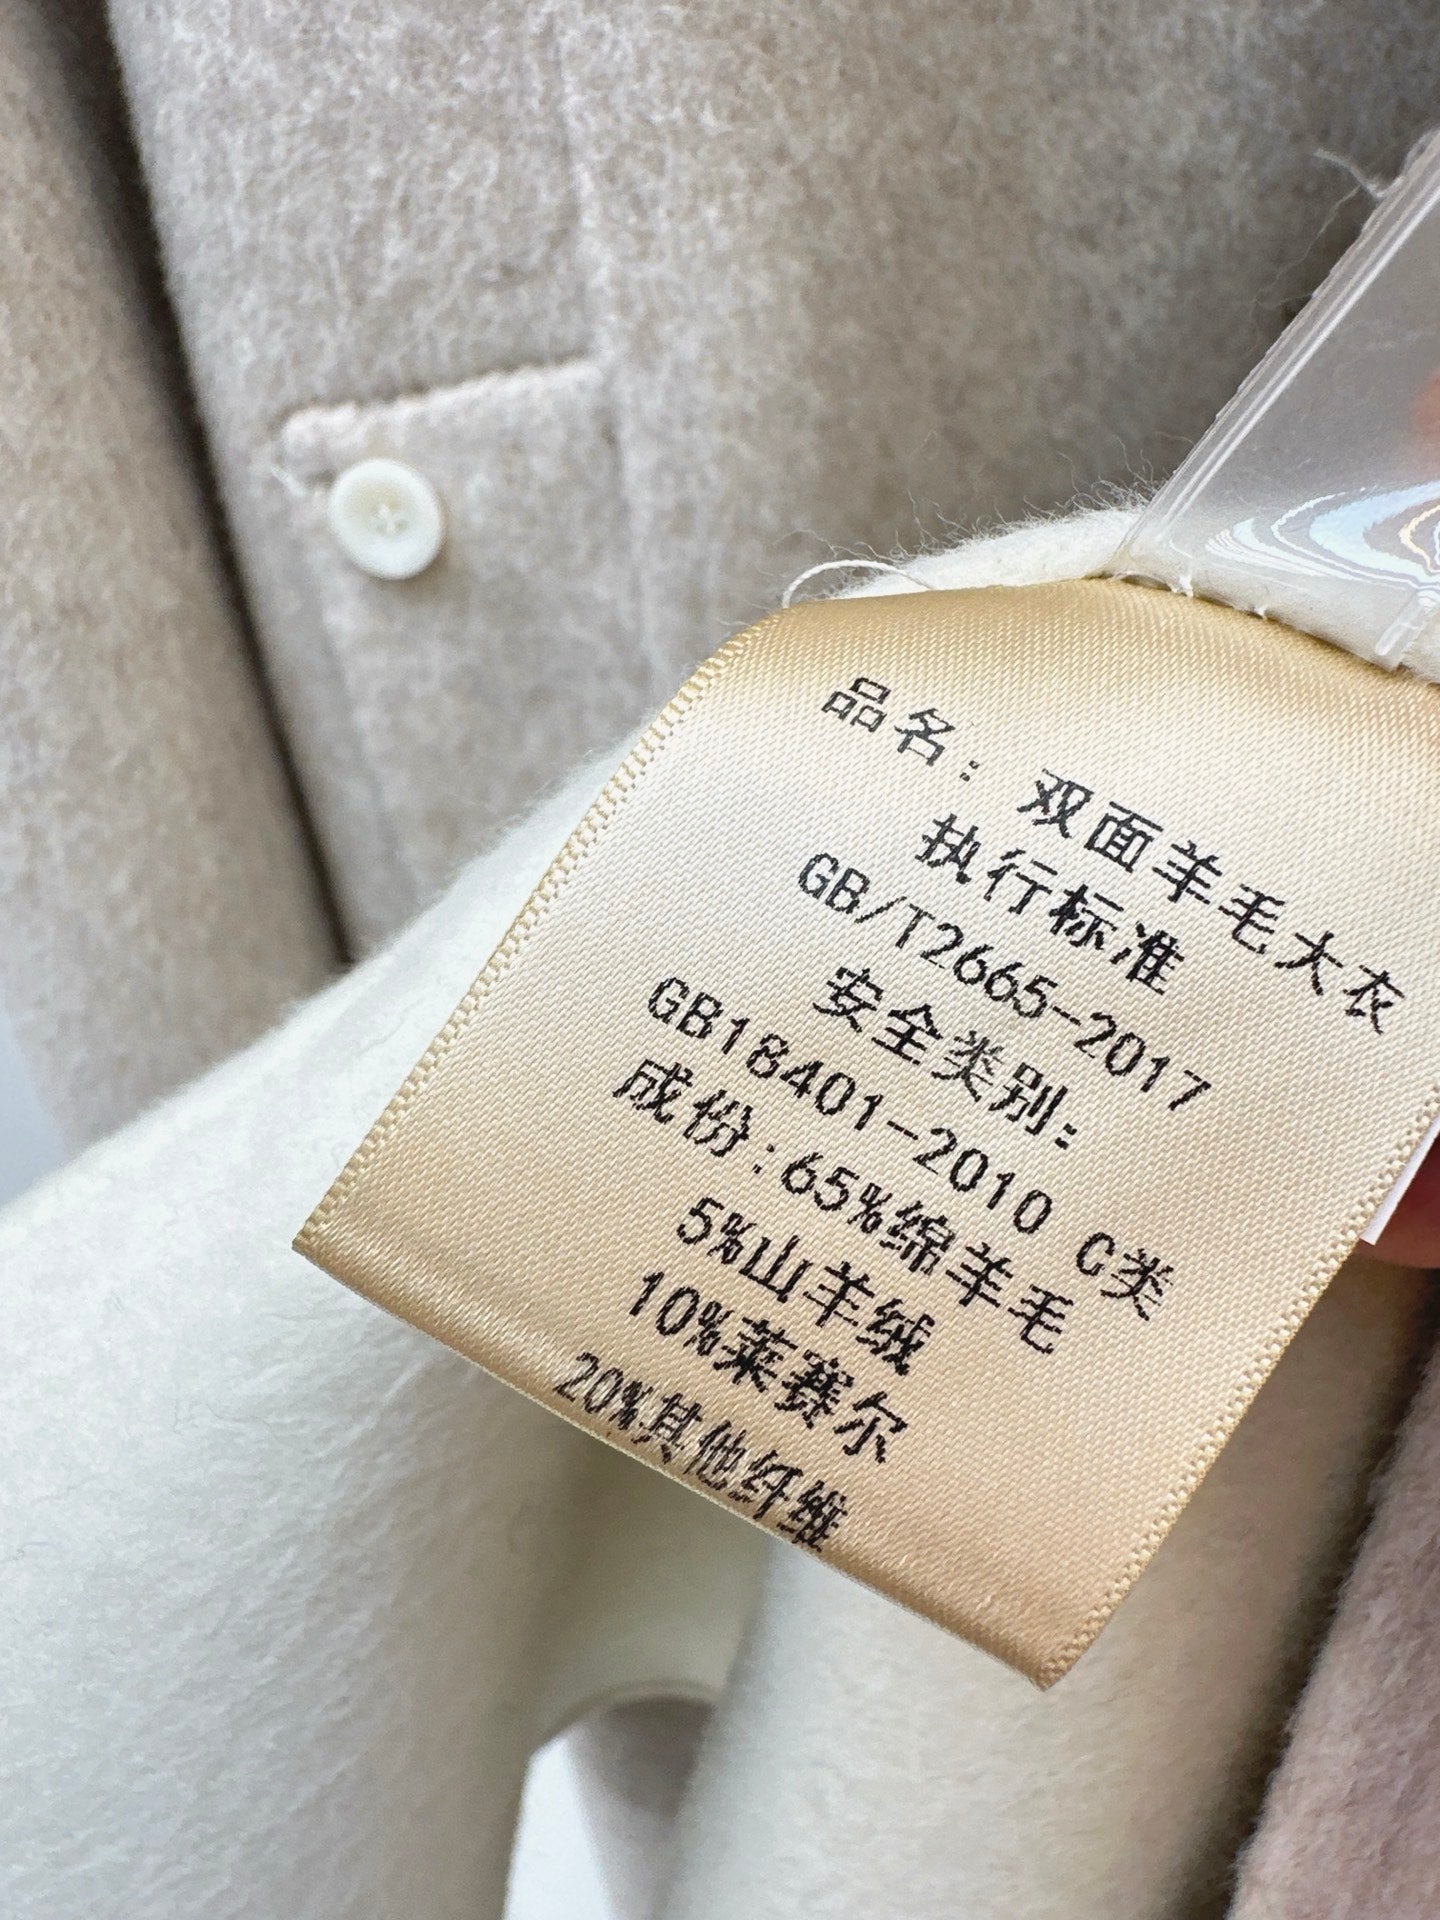 品名：双面羊毛大衣
执行标准
GB/T2665-2017
安全类别：
GB18401-2010 C类
成份：65%绵羊毛
5%山羊绒
10%莱赛尔
20%其他纤维